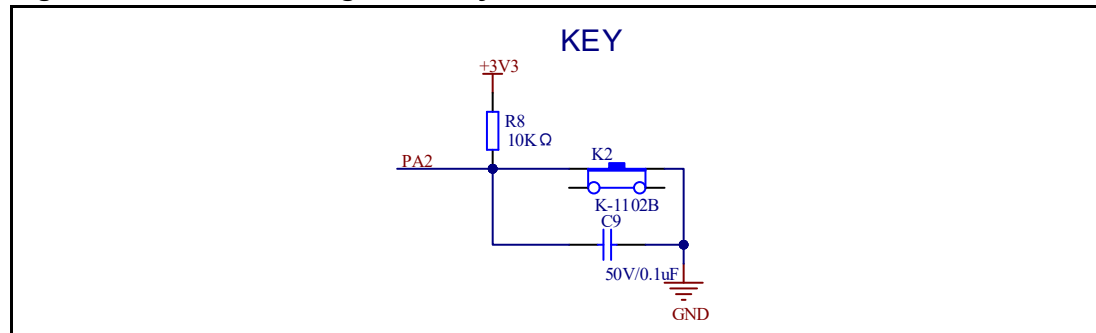 KEY
+3V3
R8
10KΩ
PA2
K2
K-1102B
C9
50V/0.1uF
GND